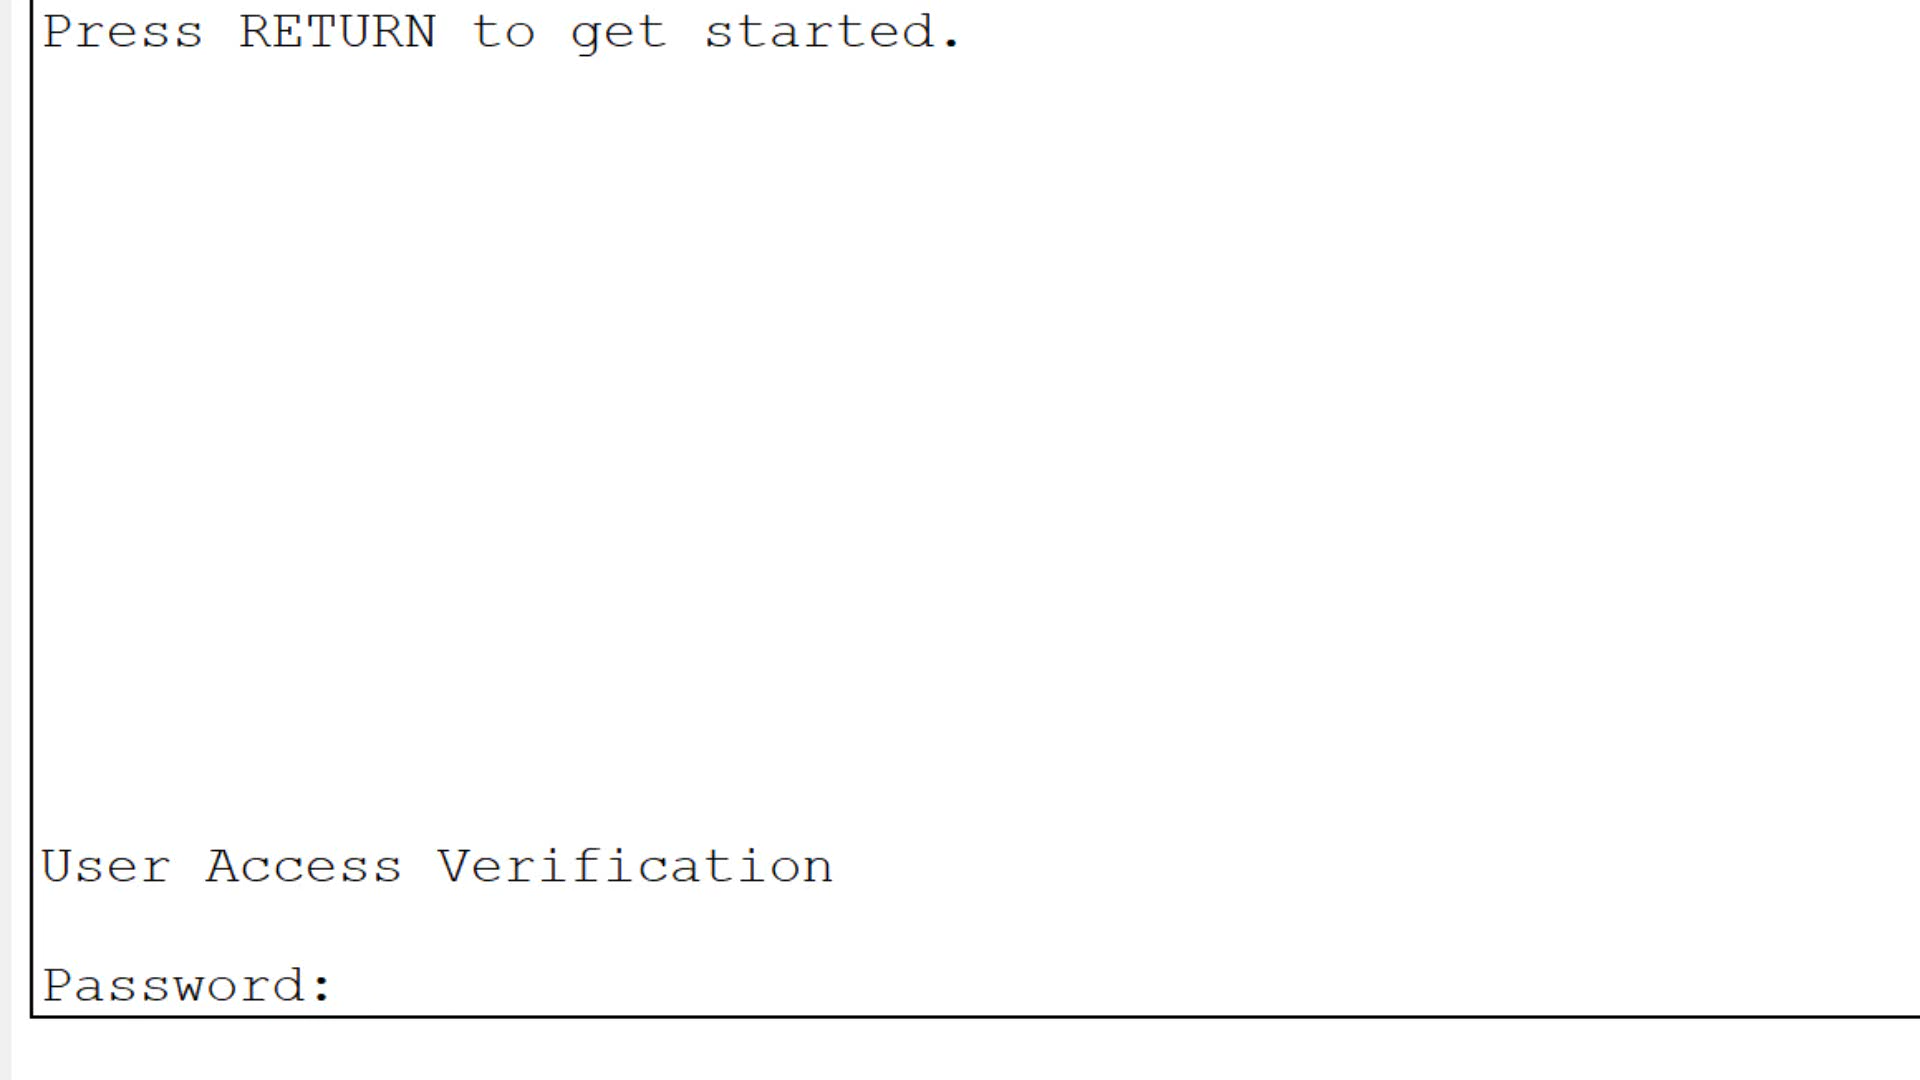 Press RETURN to get started.
User Access Verification
Password: